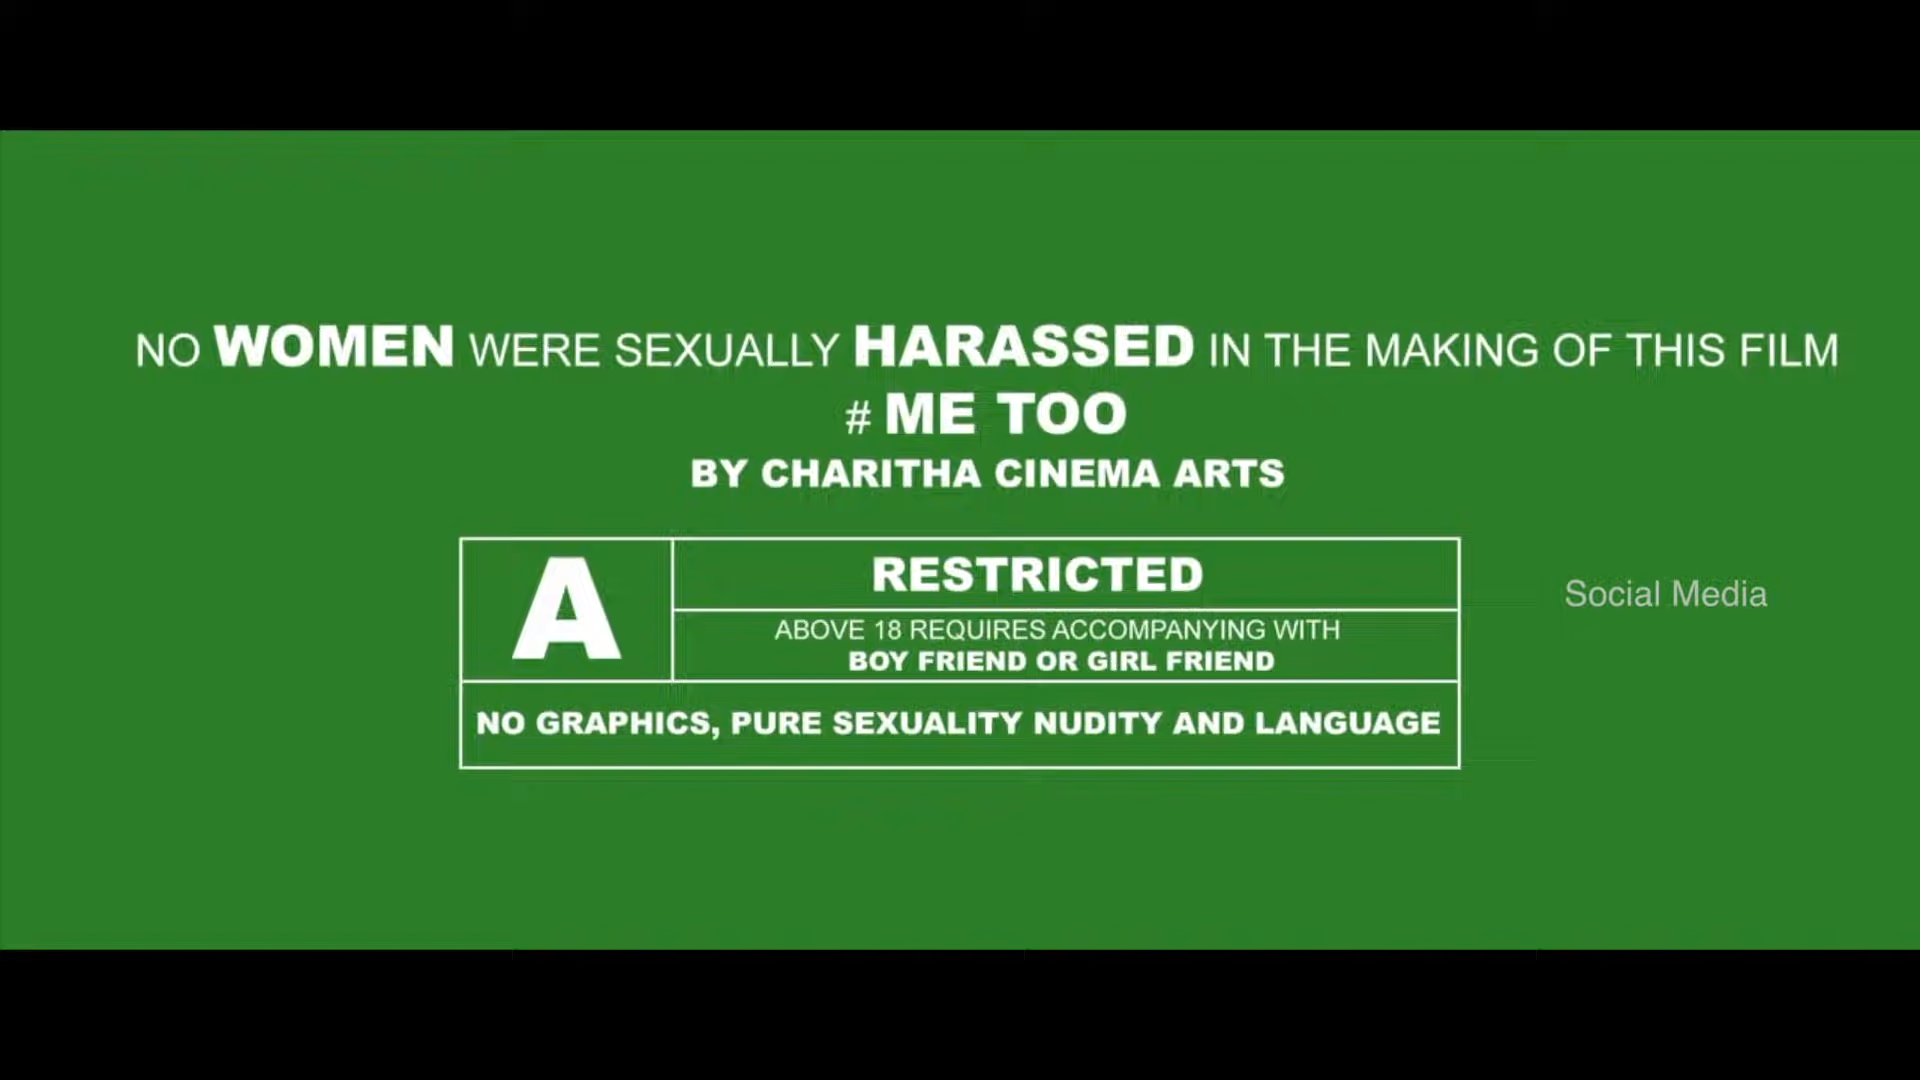 NO WOMEN WERE SEXUALLY HARASSED IN THE MAKING OF THIS FILM
# ME TOO
BY CHARITHA CINEMA ARTS
A
RESTRICTED
ABOVE 18 REQUIRES ACCOMPANYING WITH
BOY FRIEND OR GIRL FRIEND
NO GRAPHICS, PURE SEXUALITY NUDITY AND LANGUAGE
Social Media